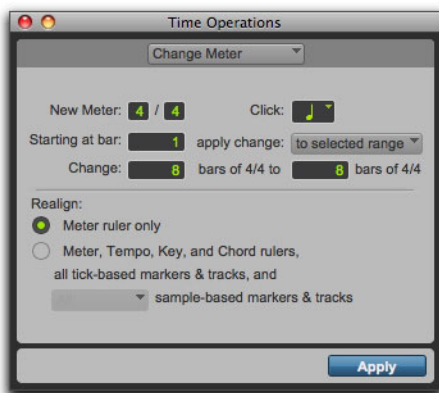 Time Operations
Change Meter
New Meter: 4 / 4 Click:
Starting at bar: 1 apply change: to selected range
Change: 8 bars of 4/4 to 8 bars of 4/4
Realign:
Meter ruler only
Meter, Tempo, Key, and Chord rulers,
all tick-based markers & tracks, and
sample-based markers & tracks
Apply